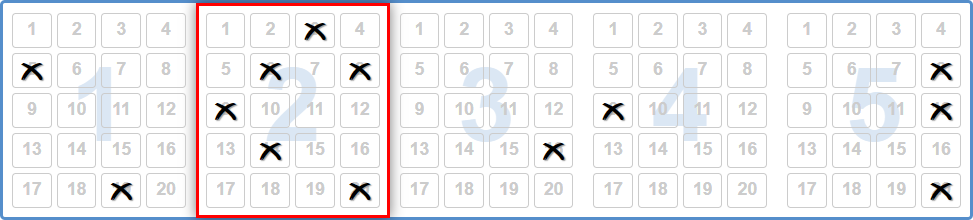 1 2 3 4
6 7 8
9 10 11 12
13 14 15 16
17 18 20
1
1 2 4
5 7
10 11 12
13 15 16
17 18 19
2
1 2 3 4
5 6 7 8
9 10 11 12
13 14 15
17 18 19 20
3
1 2 3 4
5 6 7 8
10 11 12
13 14 15 16
17 18 19 20
4
1 2 3 4
5 6 7
9 10 11
13 14 15 16
17 18 19
5